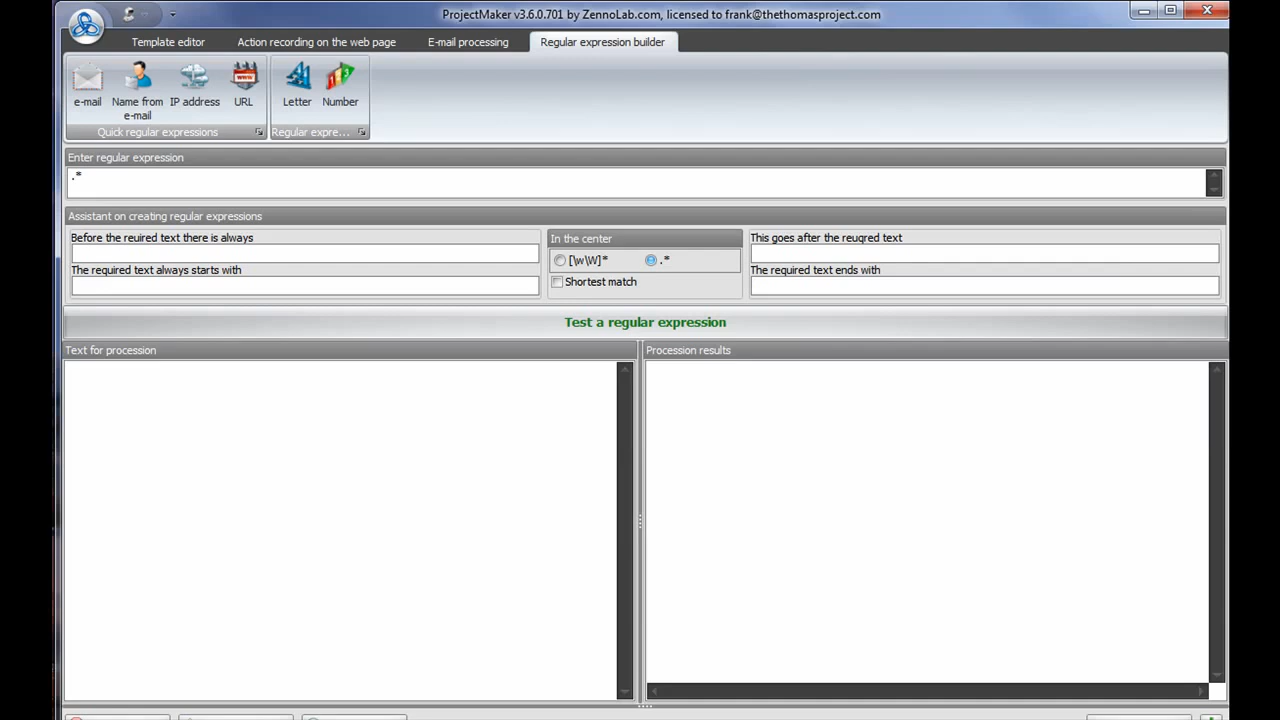 ProjectMaker v3.6.0.701 by ZennoLab.com, licensed to frank@thethomasproject.com
Template editor Action recording on the web page E-mail processing Regular expression builder
e-mail Name from e-mail IP address URL Letter Number
Quick regular expressions Regular expre...
Enter regular expression
.*
Assistant on creating regular expressions
Before the reuired text there is always In the center This goes after the reuqred text
[\w\W]* .*
The required text always starts with Shortest match The required text ends with
Test a regular expression
Text for procession Procession results